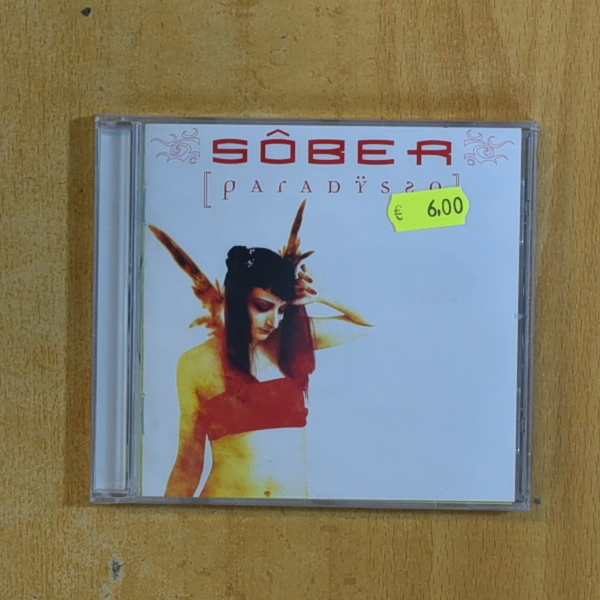 SÔBER
[PARADŸSSO]
€ 6,00